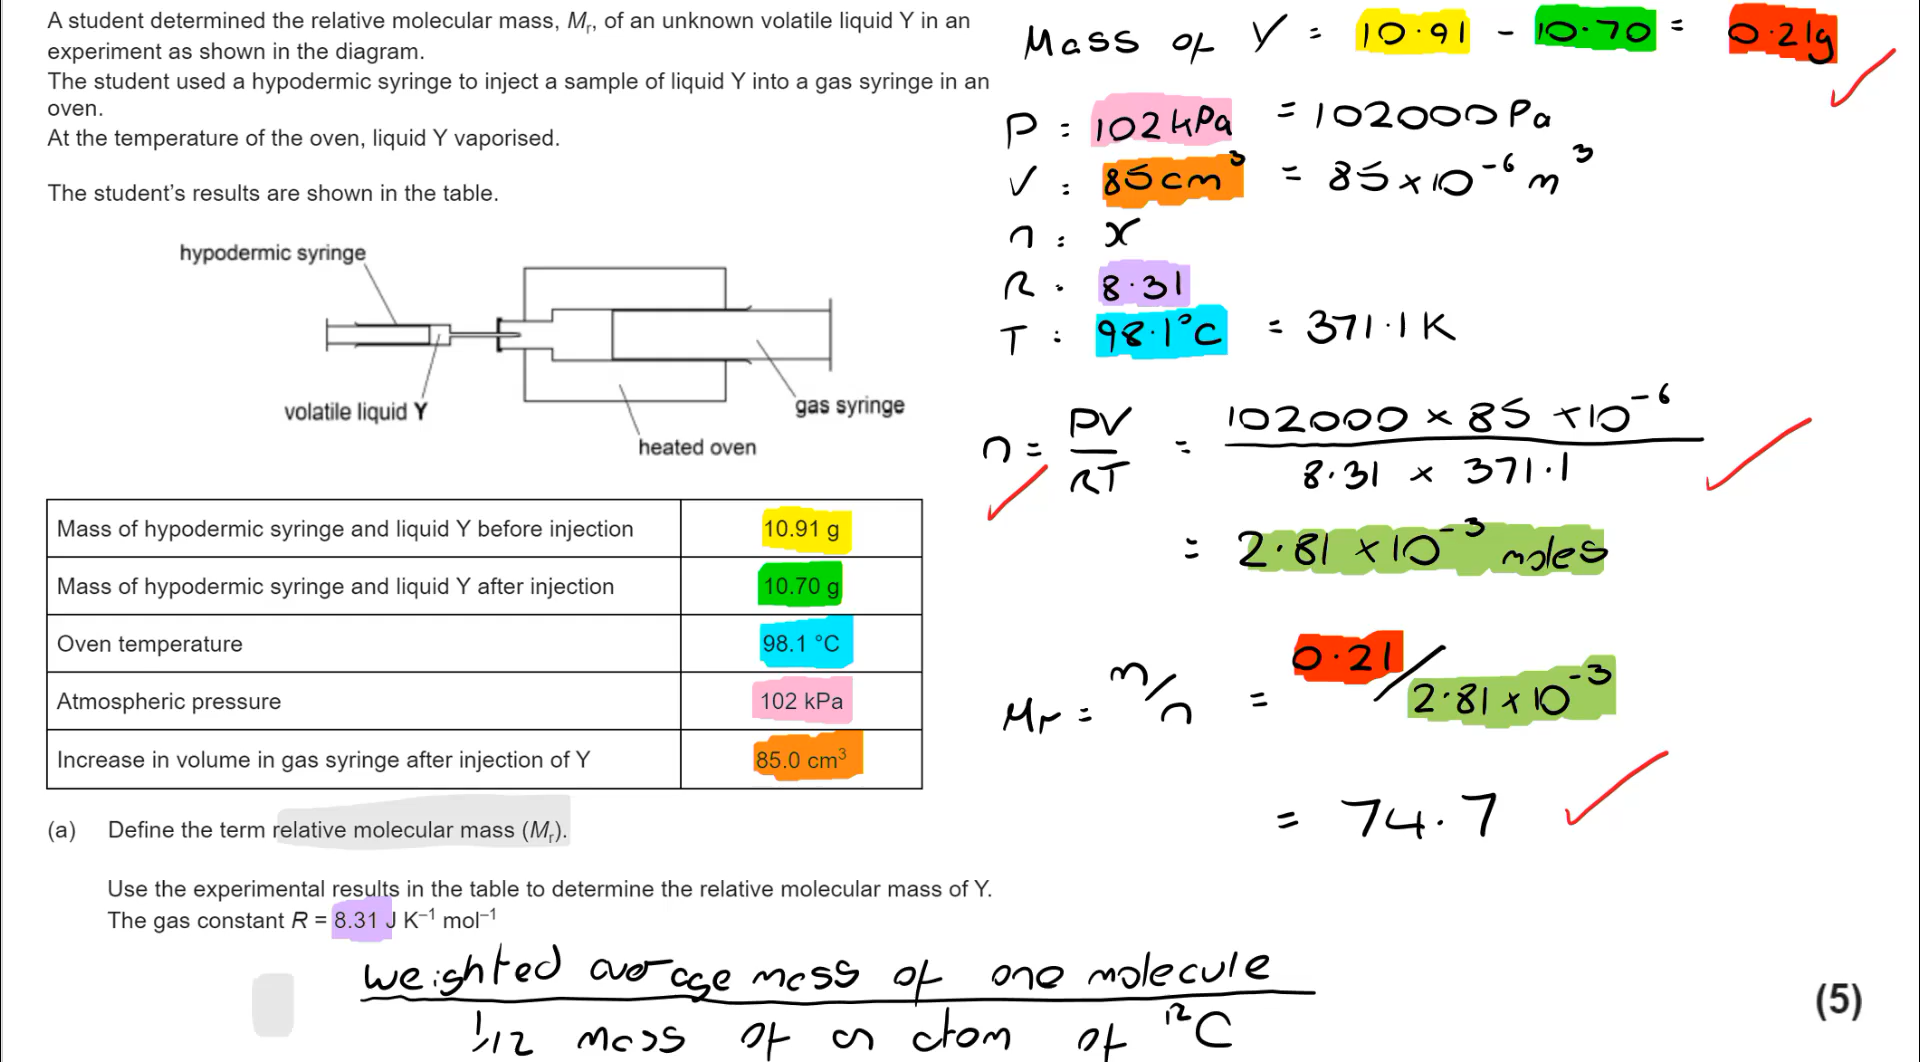 A student determined the relative molecular mass, Mr, of an unknown volatile liquid Y in an
experiment as shown in the diagram.
The student used a hypodermic syringe to inject a sample of liquid Y into a gas syringe in an
oven.
At the temperature of the oven, liquid Y vaporised.
The student's results are shown in the table.
hypodermic syringe
volatile liquid Y
gas syringe
heated oven
Mass of hypodermic syringe and liquid Y before injection 10.91 g
Mass of hypodermic syringe and liquid Y after injection 10.70 g
Oven temperature 98.1 °C
Atmospheric pressure 102 kPa
Increase in volume in gas syringe after injection of Y 85.0 cm³
(a) Define the term relative molecular mass (Mr).
Use the experimental results in the table to determine the relative molecular mass of Y.
The gas constant R = 8.31 J K⁻¹ mol⁻¹
weighted average mass of one molecule
1/12 mass of an atom of ¹²C
(5)
Mass of Y = 10.91 - 10.70 = 0.21g
P : 102 kPa = 102000 Pa
V : 85cm³ = 85 × 10⁻⁶ m³
n : x
R . 8.31
T : 98.1°C = 371.1 K
n = PV/RT = 102000 × 85 × 10⁻⁶ / 8.31 × 371.1
= 2.81 × 10⁻³ moles
Mr = m/n = 0.21 / 2.81 × 10⁻³
= 74.7